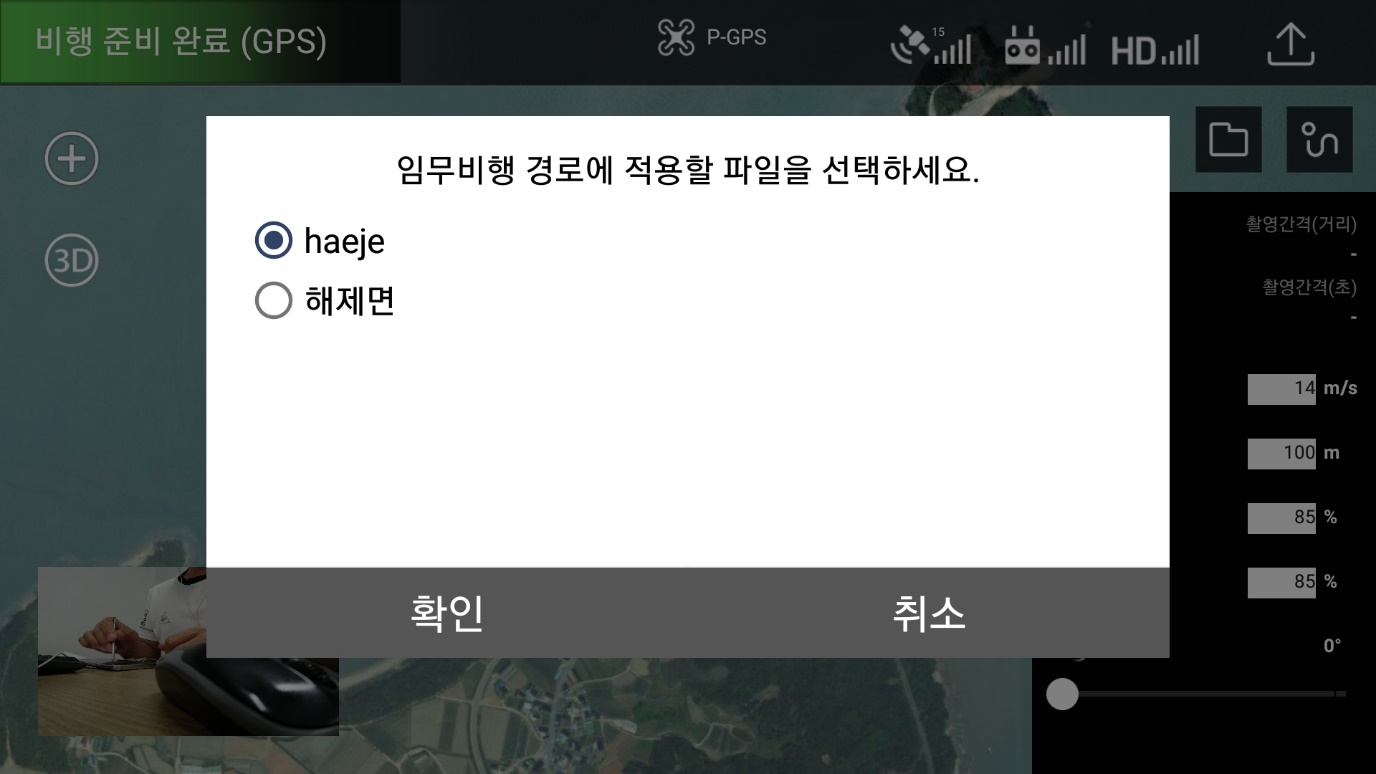 비행 준비 완료 (GPS)
P-GPS
15
HD
임무비행 경로에 적용할 파일을 선택하세요.
haeje
해제면
확인
취소
3D
촬영간격(거리)
-
촬영간격(초)
-
14 m/s
100 m
85 %
85 %
0°